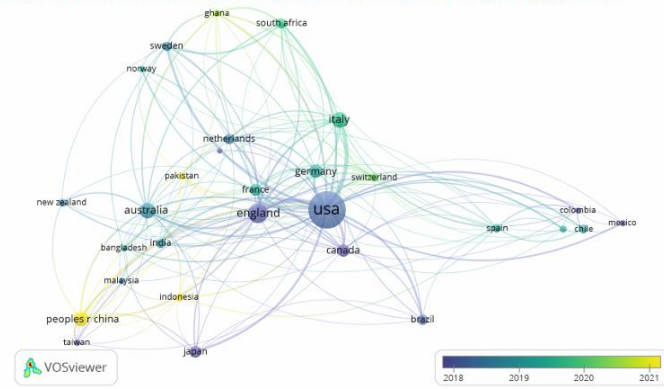 ghana
south africa
sweden
norway
italy
netherlands
germany
pakistan
switzerland
france
new zealand
australia
england
usa
colombia
mexico
spain
chile
bangladesh
india
canada
malaysia
indonesia
peoples r china
brazil
taiwan
japan
VOSviewer
2018 2019 2020 2021